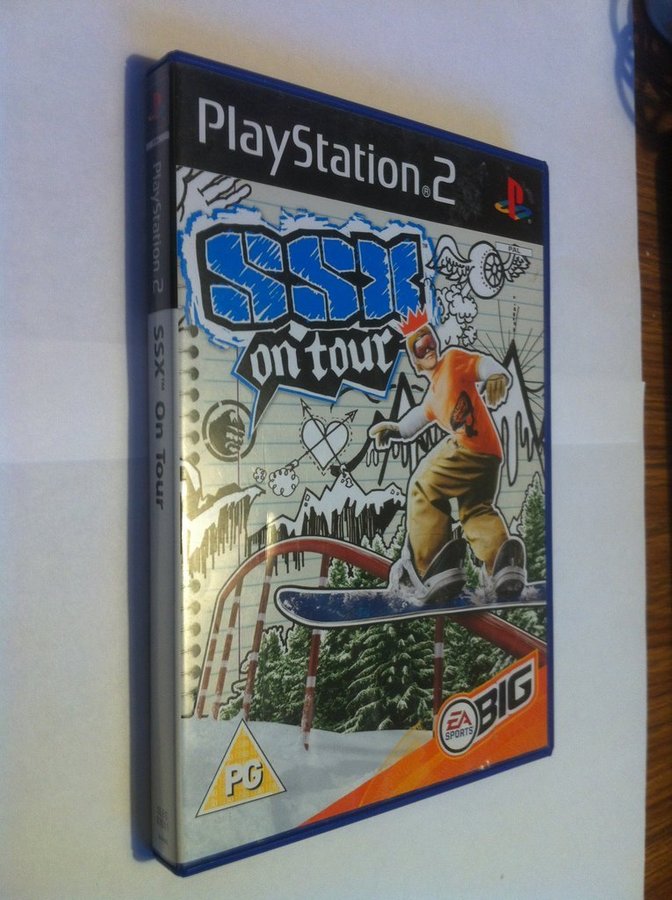 PlayStation®2
PAL
SSX
on tour
EA
SPORTS
BIG
PG
PlayStation 2
SSX™ On Tour